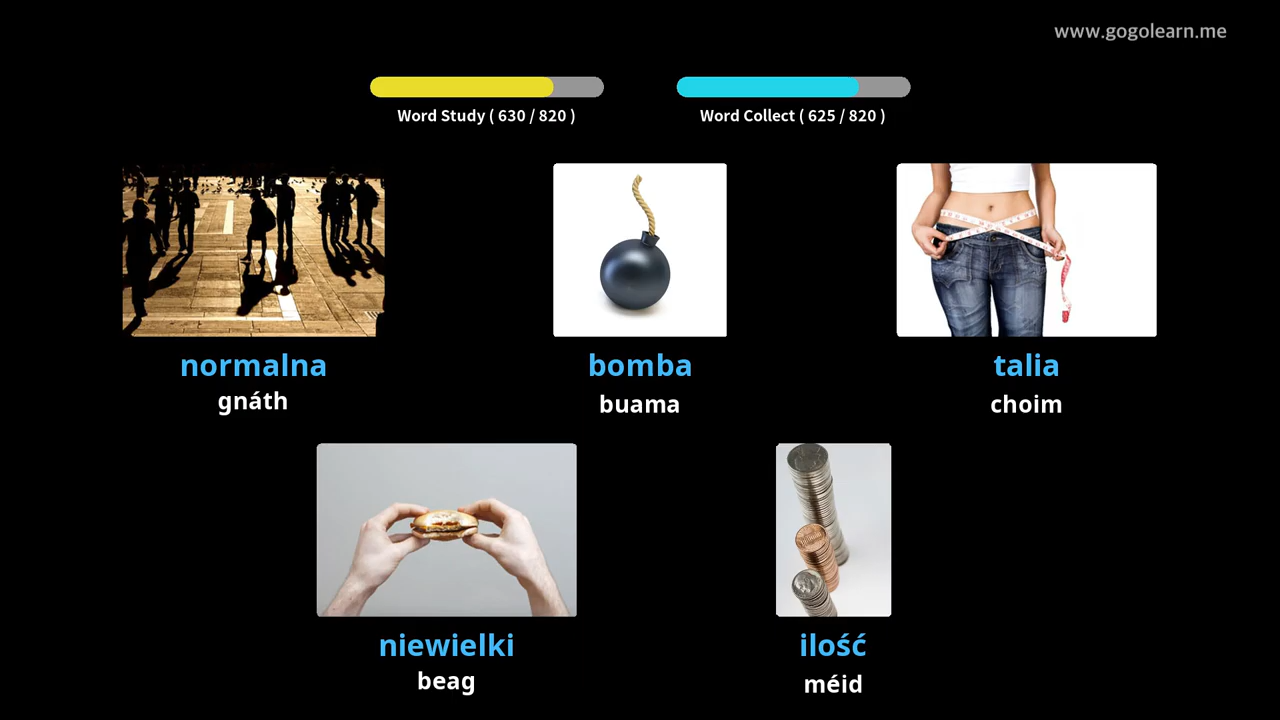 www.gogolearn.me
Word Study ( 630 / 820 )
Word Collect ( 625 / 820 )
normalna
gnáth
bomba
buama
talia
choim
niewielki
beag
ilość
méid